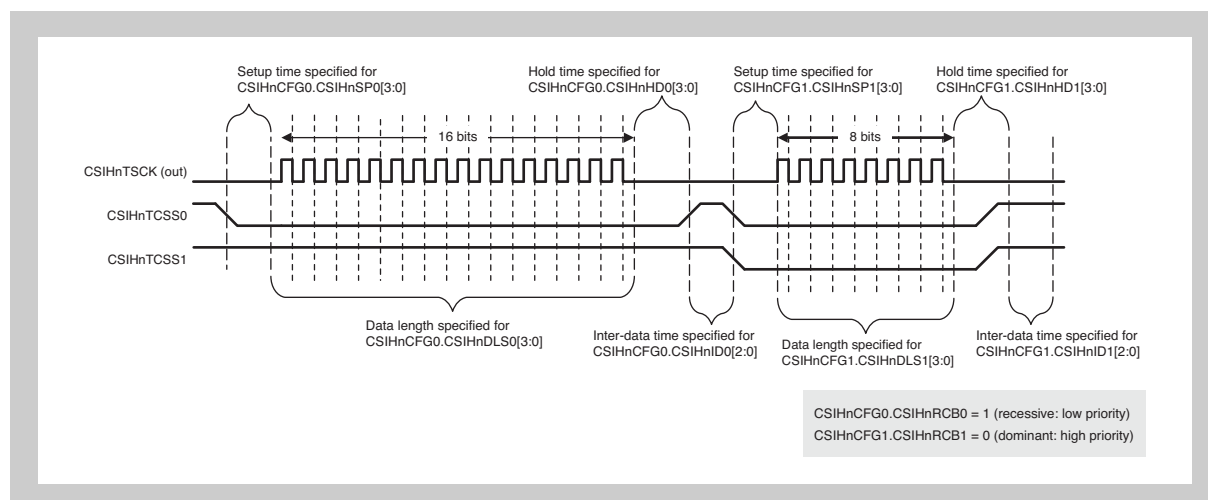 Setup time specified for
CSIHnCFG0.CSIHnSP0[3:0]
Hold time specified for
CSIHnCFG0.CSIHnHD0[3:0]
Setup time specified for
CSIHnCFG1.CSIHnSP1[3:0]
Hold time specified for
CSIHnCFG1.CSIHnHD1[3:0]
16 bits
8 bits
CSIHnTSCK (out)
CSIHnTCSS0
CSIHnTCSS1
Data length specified for
CSIHnCFG0.CSIHnDLS0[3:0]
Inter-data time specified for
CSIHnCFG0.CSIHnID0[2:0]
Data length specified for
CSIHnCFG1.CSIHnDLS1[3:0]
Inter-data time specified for
CSIHnCFG1.CSIHnID1[2:0]
CSIHnCFG0.CSIHnRCB0 = 1 (recessive: low priority)
CSIHnCFG1.CSIHnRCB1 = 0 (dominant: high priority)